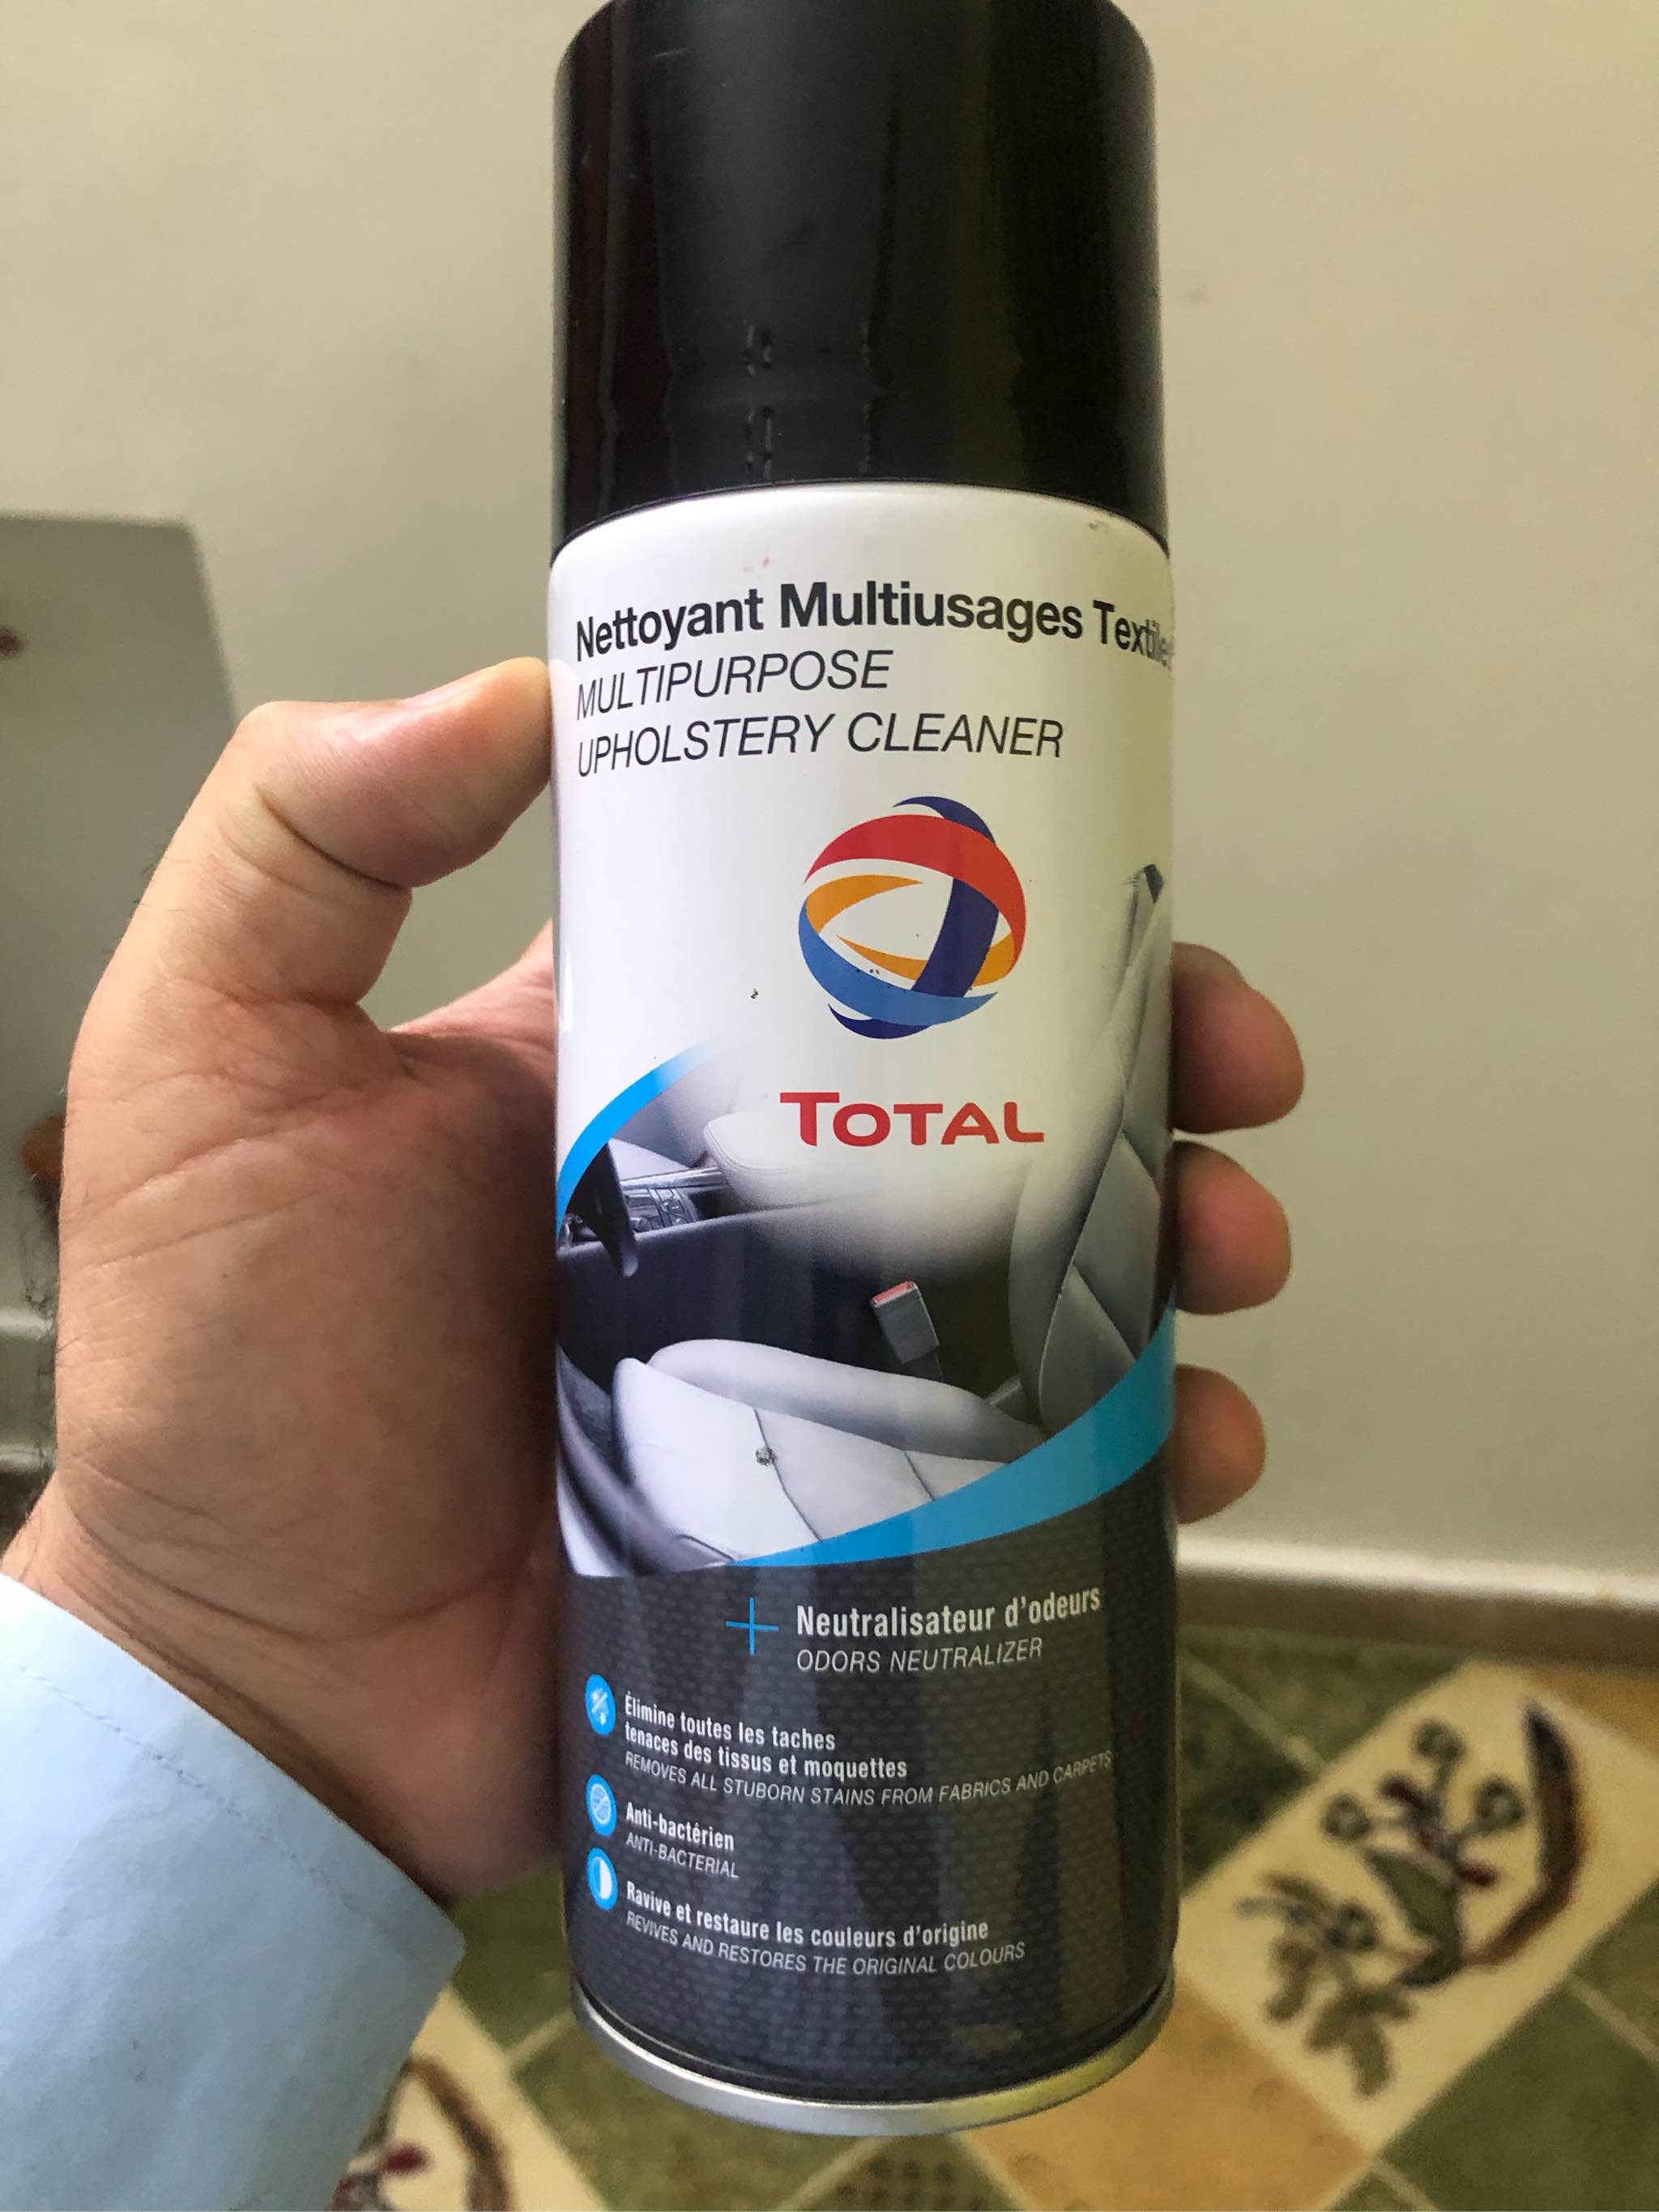 Nettoyant Multiusages Textile
MULTIPURPOSE
UPHOLSTERY CLEANER
TOTAL
Neutralisateur d'odeurs
ODORS NEUTRALIZER
Élimine toutes les taches
tenaces des tissus et moquettes
REMOVES ALL STUBORN STAINS FROM FABRICS AND CARPETS
Anti-bactérien
ANTI-BACTERIAL
Ravive et restaure les couleurs d'origine
REVIVES AND RESTORES THE ORIGINAL COLOURS